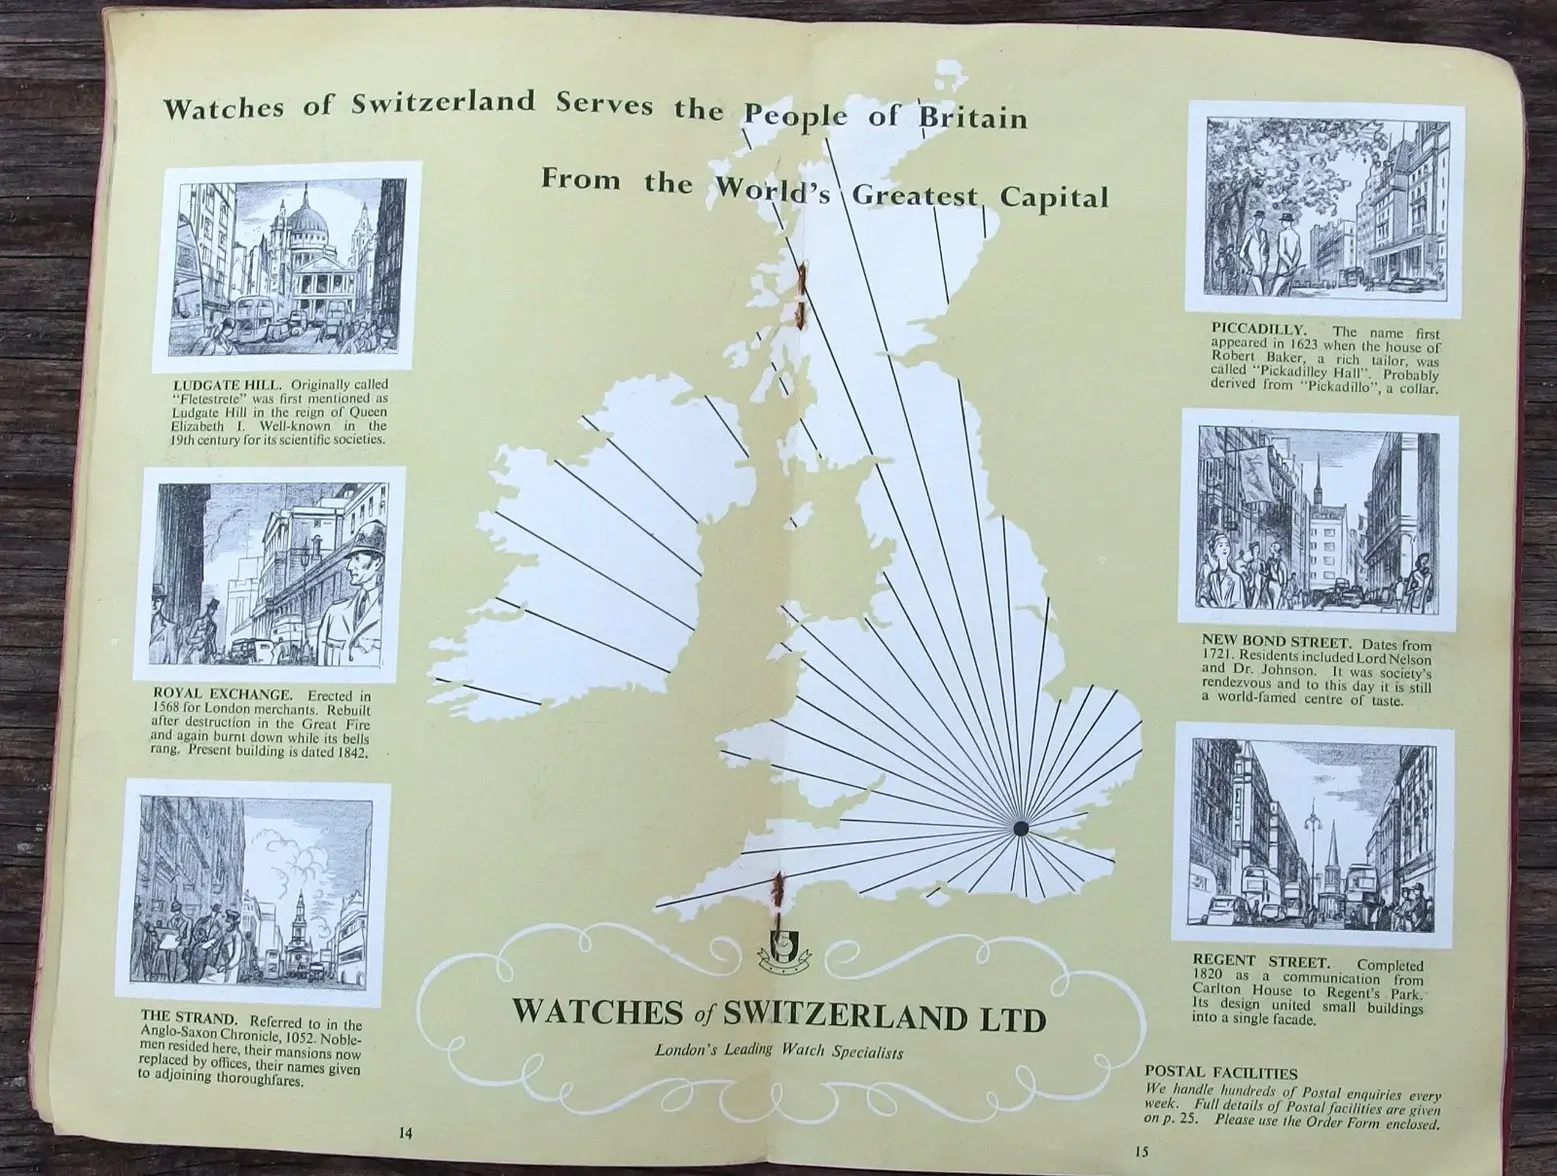 Watches of Switzerland Serves the People of Britain
From the World's Greatest Capital
LUDGATE HILL. Originally called
"Fletestrete" was first mentioned as
Ludgate Hill in the reign of Queen
Elizabeth I. Well-known in the
19th century for its scientific societies.
ROYAL EXCHANGE. Erected in
1568 for London merchants. Rebuilt
after destruction in the Great Fire
and again burnt down while its bells
rang. Present building is dated 1842.
THE STRAND. Referred to in the
Anglo-Saxon Chronicle, 1052. Noble-
men resided here, their mansions now
replaced by offices, their names given
to adjoining thoroughfares.
14
WATCHES of SWITZERLAND LTD
London's Leading Watch Specialists
PICCADILLY. The name first
appeared in 1623 when the house of
Robert Baker, a rich tailor, was
called "Pickadilley Hall". Probably
derived from "Pickadillo", a collar.
NEW BOND STREET. Dates from
1721. Residents included Lord Nelson
and Dr. Johnson. It was society's
rendezvous and to this day it is still
a world-famed centre of taste.
REGENT STREET. Completed
1820 as a communication from
Carlton House to Regent's Park.
Its design united small buildings
into a single facade.
POSTAL FACILITIES
We handle hundreds of Postal enquiries every
week. Full details of Postal facilities are given
on p. 25. Please use the Order Form enclosed.
15